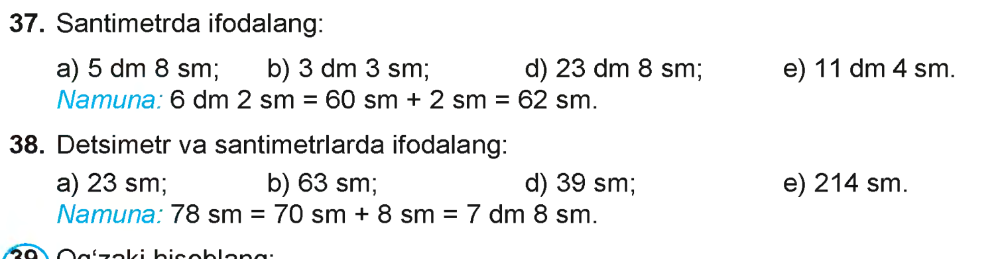 37. Santimetrda ifodalang:
a) 5 dm 8 sm; b) 3 dm 3 sm; d) 23 dm 8 sm; e) 11 dm 4 sm.
Namuna: 6 dm 2 sm = 60 sm + 2 sm = 62 sm.
38. Detsimetr va santimetrlarda ifodalang:
a) 23 sm; b) 63 sm; d) 39 sm; e) 214 sm.
Namuna: 78 sm = 70 sm + 8 sm = 7 dm 8 sm.
39 Og‘zaki hisoblang: